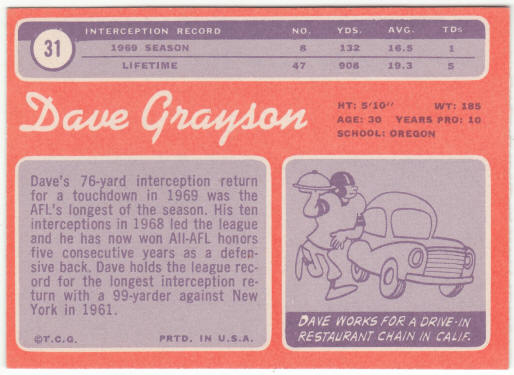 31
INTERCEPTION RECORD NO. YDS. AVG. TDs
1969 SEASON 8 132 16.5 1
LIFETIME 47 908 19.3 5
Dave Grayson
HT: 5'10" WT: 185
AGE: 30 YEARS PRO: 10
SCHOOL: OREGON
Dave's 76-yard interception return
for a touchdown in 1969 was the
AFL's longest of the season. His ten
interceptions in 1968 led the league
and he has now won All-AFL honors
five consecutive years as a defen-
sive back. Dave holds the league rec-
ord for the longest interception re-
turn with a 99-yarder against New
York in 1961.
©T.C.G. PRTD. IN U.S.A.
DAVE WORKS FOR A DRIVE-IN
RESTAURANT CHAIN IN CALIF.